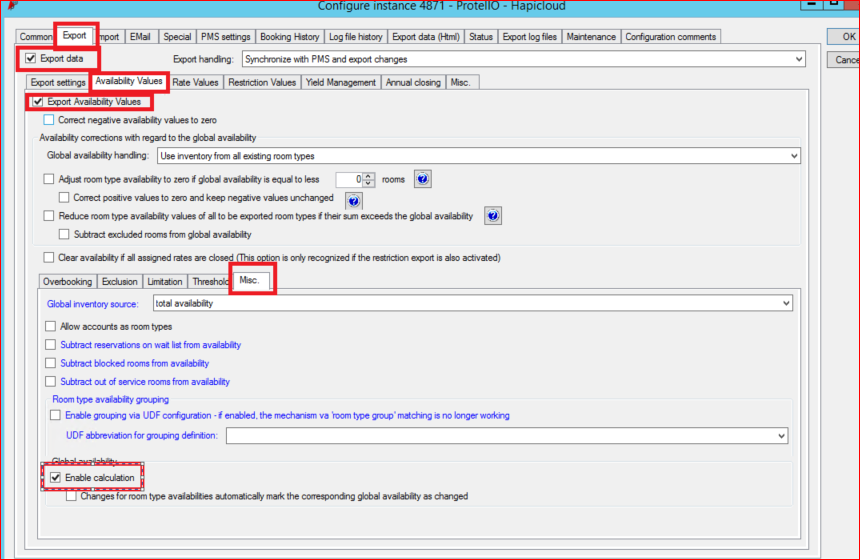 Configure instance 4871 - ProtelIO - Hapicloud
Common Export Import EMail Special PMS settings Booking History Log file history Export data (Html) Status Export log files Maintenance Configuration comments
OK
Export data Export handling: Synchronize with PMS and export changes
Cance
Export settings Availability Values Rate Values Restriction Values Yield Management Annual closing Misc.
Export Availability Values
Correct negative availability values to zero
Availability corrections with regard to the global availability
Global availability handling: Use inventory from all existing room types
Adjust room type availability to zero if global availability is equal to less 0 rooms
Correct positive values to zero and keep negative values unchanged
Reduce room type availability values of all to be exported room types if their sum exceeds the global availability
Subtract excluded rooms from global availability
Clear availability if all assigned rates are closed (This option is only recognized if the restriction export is also activated)
Overbooking Exclusion Limitation Threshold Misc.
Global inventory source: total availability
Allow accounts as room types
Subtract reservations on wait list from availability
Subtract blocked rooms from availability
Subtract out of service rooms from availability
Room type availability grouping
Enable grouping via UDF configuration - if enabled, the mechanism va 'room type group' matching is no longer working
UDF abbreviation for grouping definition:
Global availability
Enable calculation
Changes for room type availabilities automatically mark the corresponding global availability as changed